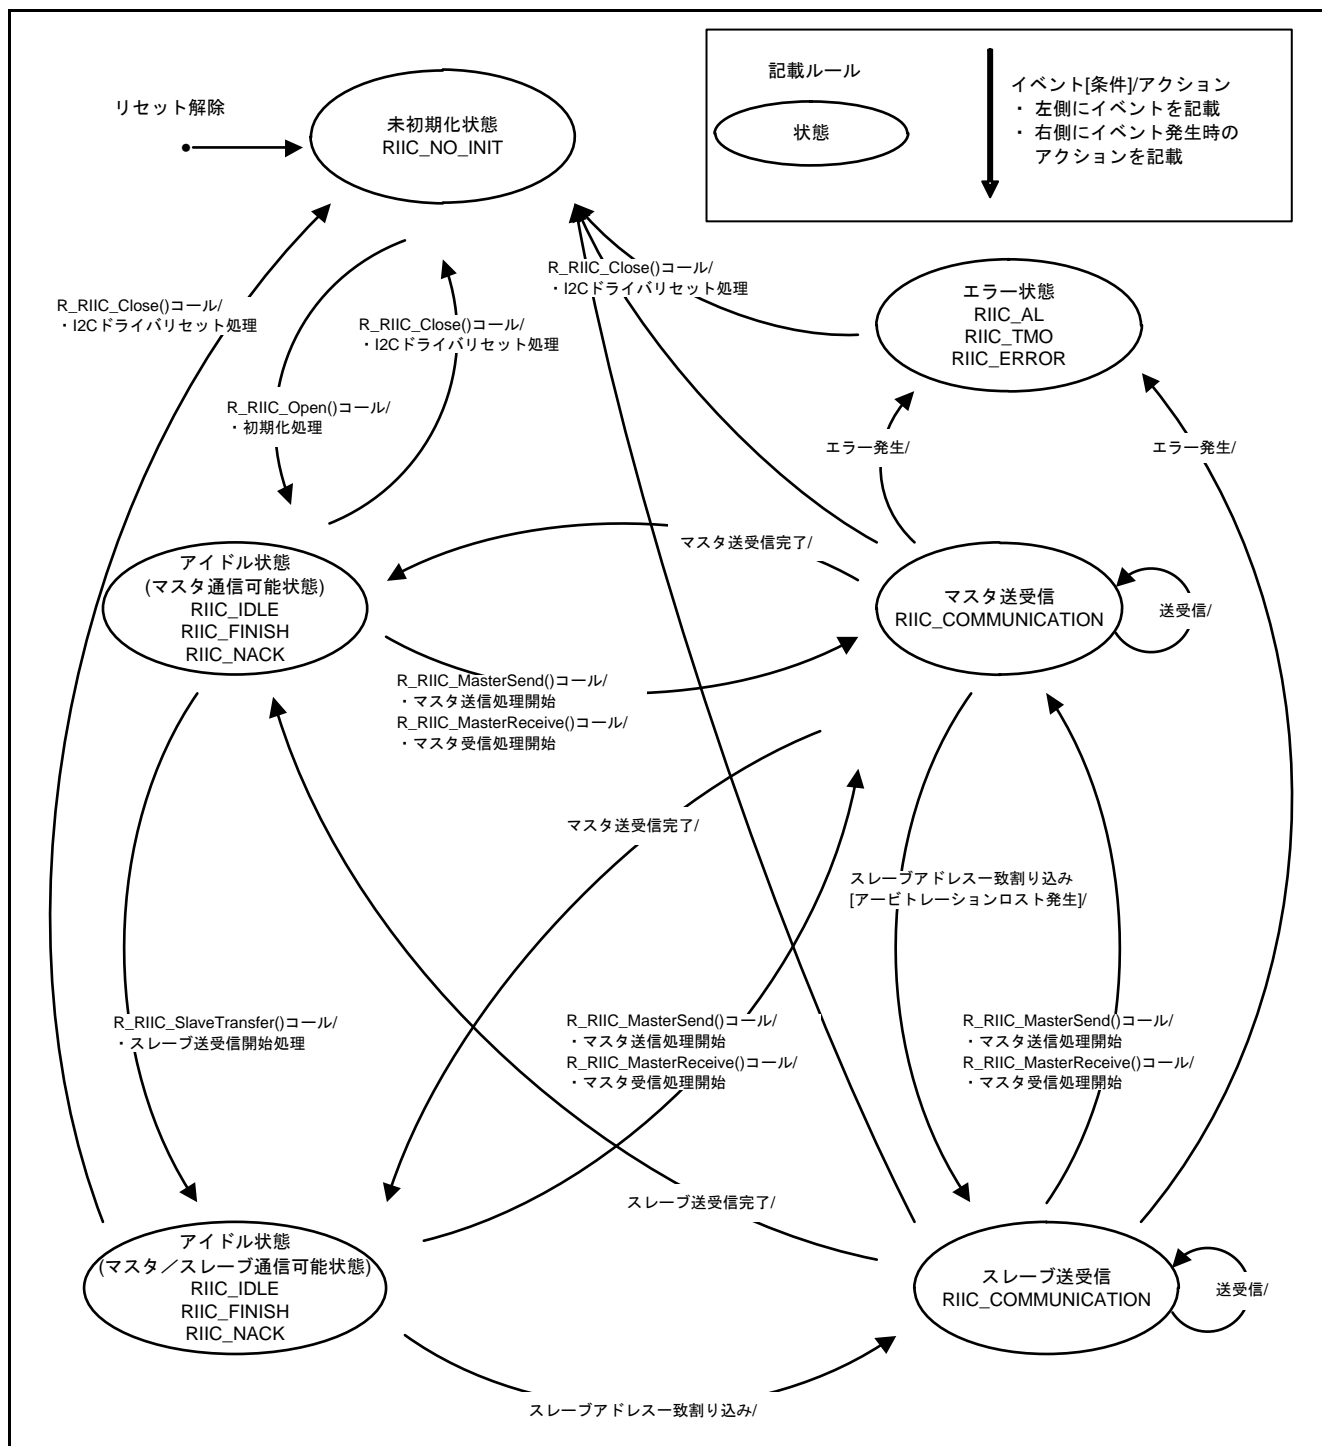 記載ルール
状態
イベント[条件]/アクション
・ 左側にイベントを記載
・ 右側にイベント発生時の
アクションを記載
リセット解除
未初期化状態
RIIC_NO_INIT
R_RIIC_Close()コール/
・I2Cドライバリセット処理
R_RIIC_Close()コール/
・I2Cドライバリセット処理
R_RIIC_Close()コール/
・I2Cドライバリセット処理
エラー状態
RIIC_AL
RIIC_TMO
RIIC_ERROR
R_RIIC_Open()コール/
・初期化処理
エラー発生/
エラー発生/
マスタ送受信完了/
アイドル状態
(マスタ通信可能状態)
RIIC_IDLE
RIIC_FINISH
RIIC_NACK
マスタ送受信
RIIC_COMMUNICATION
送受信/
R_RIIC_MasterSend()コール/
・マスタ送信処理開始
R_RIIC_MasterReceive()コール/
・マスタ受信処理開始
マスタ送受信完了/
スレーブアドレス一致割り込み
[アービトレーションロスト発生]/
R_RIIC_SlaveTransfer()コール/
・スレーブ送受信開始処理
R_RIIC_MasterSend()コール/
・マスタ送信処理開始
R_RIIC_MasterReceive()コール/
・マスタ受信処理開始
R_RIIC_MasterSend()コール/
・マスタ送信処理開始
R_RIIC_MasterReceive()コール/
・マスタ受信処理開始
スレーブ送受信完了/
アイドル状態
(マスタ／スレーブ通信可能状態)
RIIC_IDLE
RIIC_FINISH
RIIC_NACK
スレーブ送受信
RIIC_COMMUNICATION
送受信/
スレーブアドレス一致割り込み/